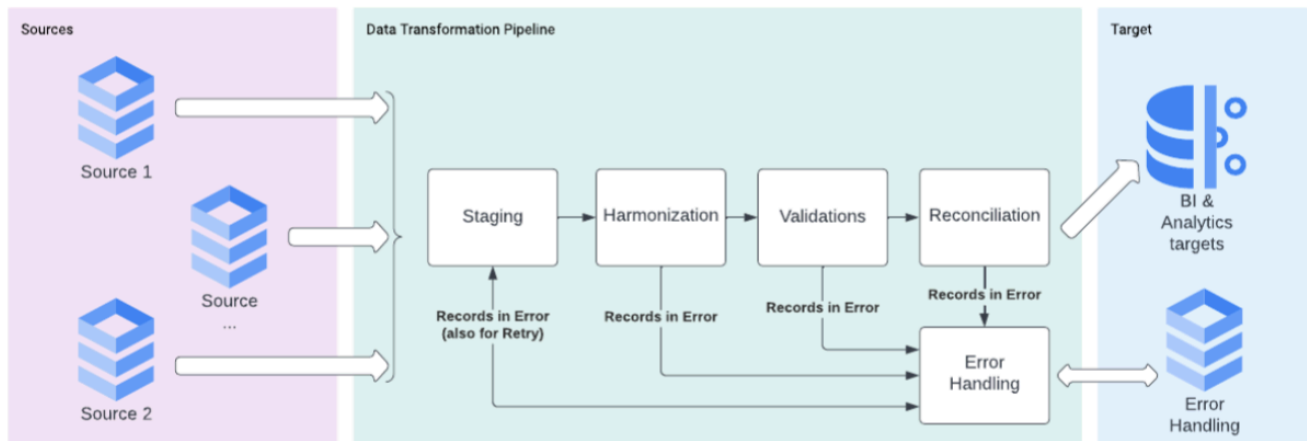 Sources
Data Transformation Pipeline
Target
Source 1
Source
...
Source 2
Staging
Harmonization
Validations
Reconciliation
Records in Error
(also for Retry)
Records in Error
Records in Error
Records in Error
Error
Handling
BI &
Analytics
targets
Error
Handling